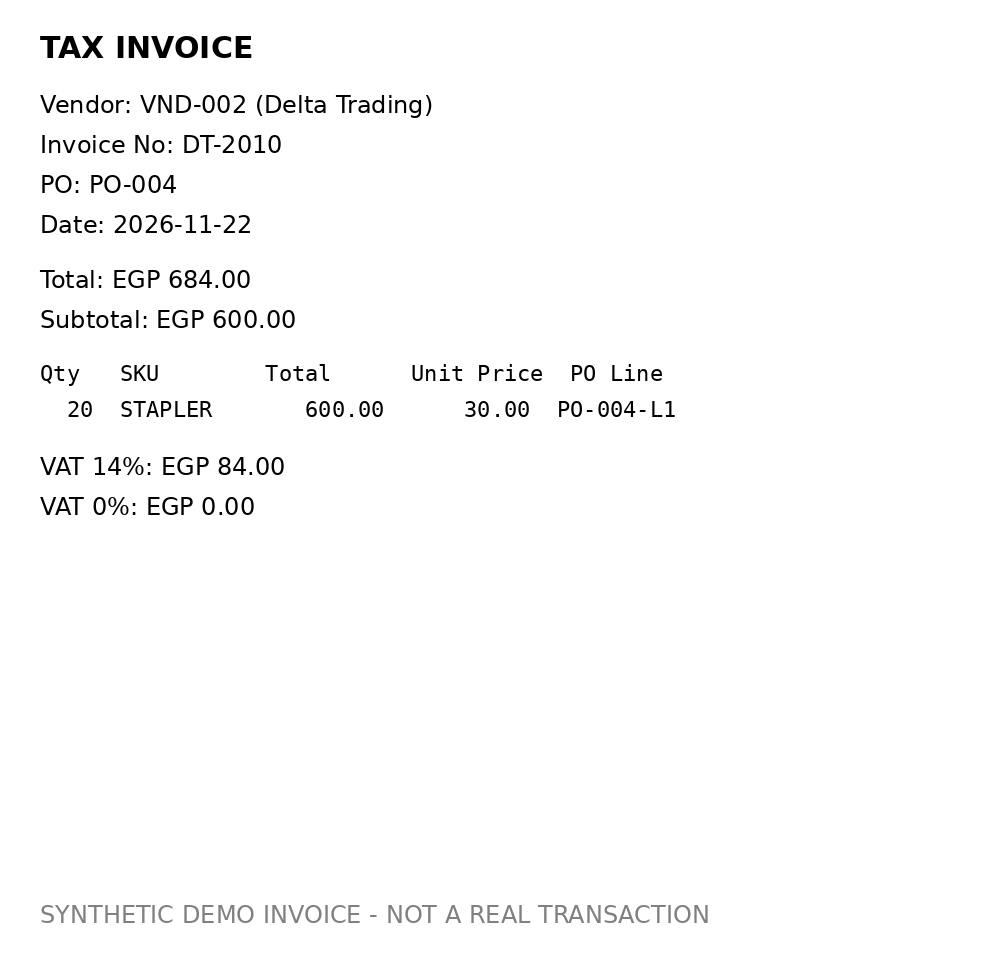 TAX INVOICE
Vendor: VND-002 (Delta Trading)
Invoice No: DT-2010
PO: PO-004
Date: 2026-11-22
Total: EGP 684.00
Subtotal: EGP 600.00
Qty SKU Total Unit Price PO Line
20 STAPLER 600.00 30.00 PO-004-L1
VAT 14%: EGP 84.00
VAT 0%: EGP 0.00
SYNTHETIC DEMO INVOICE - NOT A REAL TRANSACTION